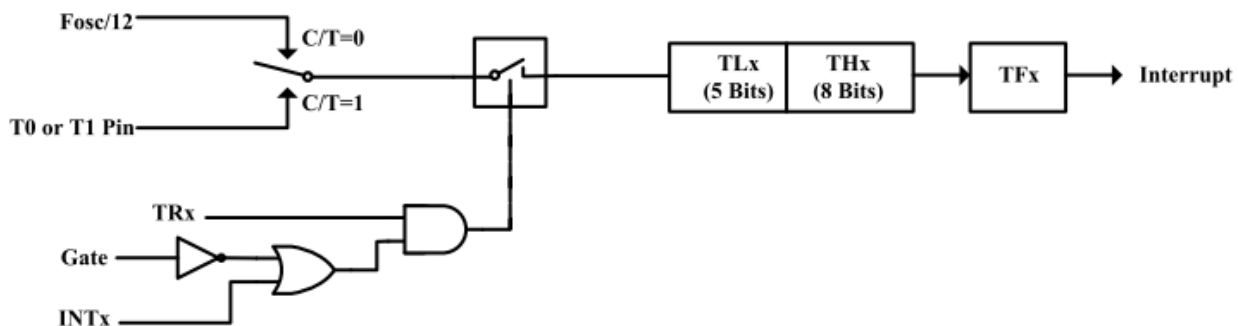 Fosc/12
C/T=0
C/T=1
T0 or T1 Pin
TLx
(5 Bits)
THx
(8 Bits)
TFx
Interrupt
TRx
Gate
INTx